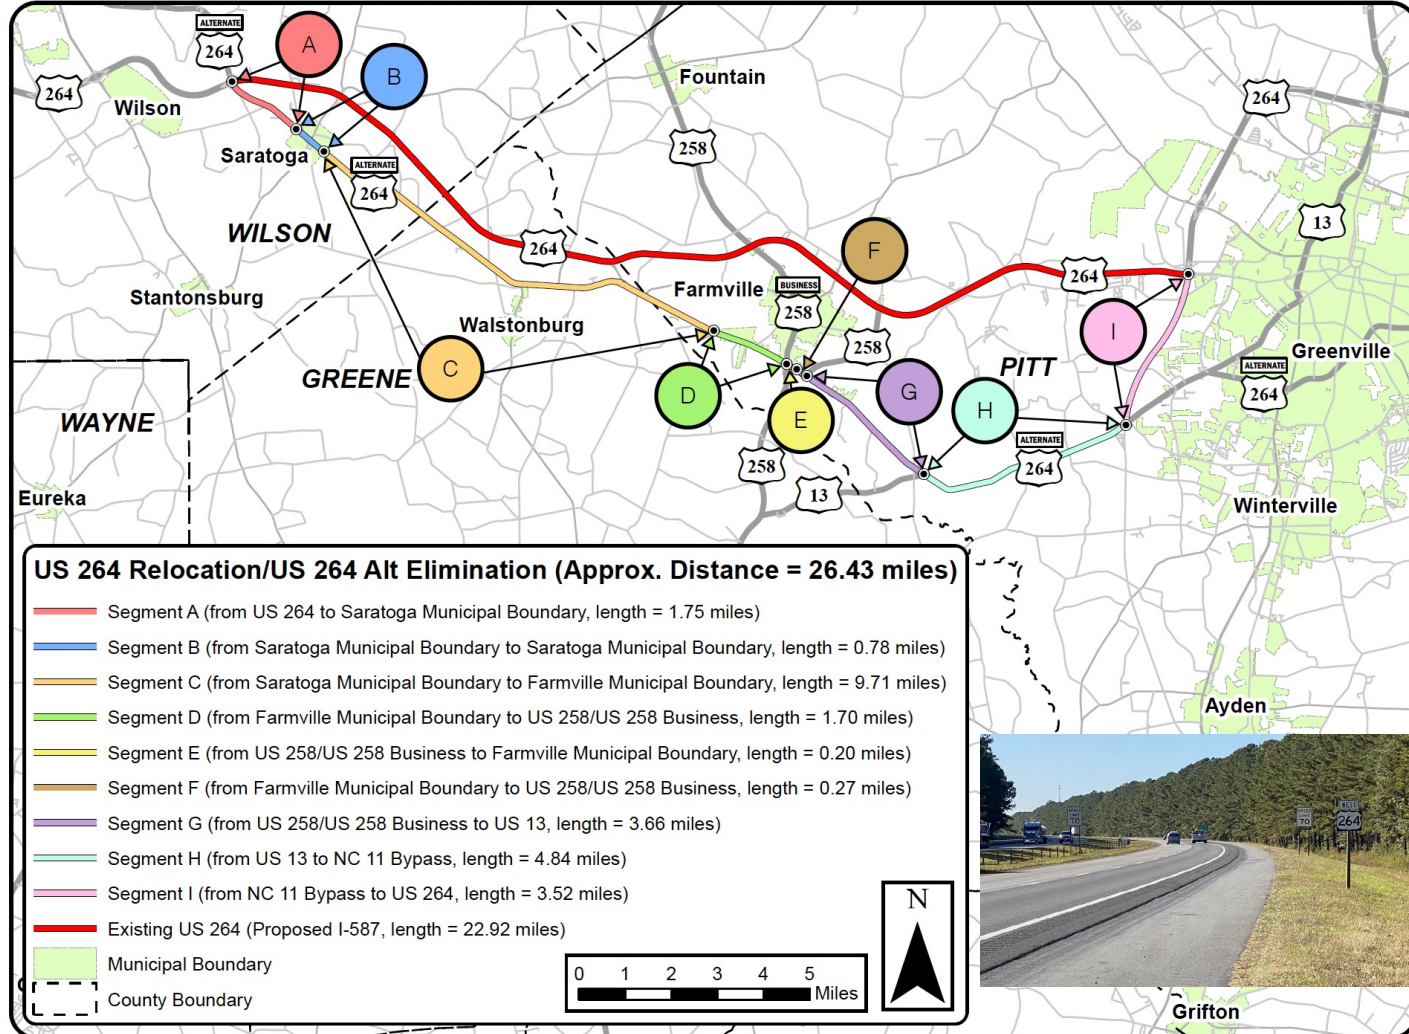 ALTERNATE
264
A
B
264
Wilson
Saratoga
ALTERNATE
264
WILSON
Fountain
258
264
13
264
F
Stantonsburg
Farmville
BUSINESS
258
264
Walstonburg
258
I
GREENE
C
D
E
G
H
PITT
Greenville
ALTERNATE
264
WAYNE
ALTERNATE
264
258
13
Eureka
Winterville
US 264 Relocation/US 264 Alt Elimination (Approx. Distance = 26.43 miles)
Segment A (from US 264 to Saratoga Municipal Boundary, length = 1.75 miles)
Segment B (from Saratoga Municipal Boundary to Saratoga Municipal Boundary, length = 0.78 miles)
Segment C (from Saratoga Municipal Boundary to Farmville Municipal Boundary, length = 9.71 miles)
Segment D (from Farmville Municipal Boundary to US 258/US 258 Business, length = 1.70 miles)
Segment E (from US 258/US 258 Business to Farmville Municipal Boundary, length = 0.20 miles)
Segment F (from Farmville Municipal Boundary to US 258/US 258 Business, length = 0.27 miles)
Segment G (from US 258/US 258 Business to US 13, length = 3.66 miles)
Segment H (from US 13 to NC 11 Bypass, length = 4.84 miles)
Segment I (from NC 11 Bypass to US 264, length = 3.52 miles)
Existing US 264 (Proposed I-587, length = 22.92 miles)
Municipal Boundary
County Boundary
0 1 2 3 4 5
Miles
N
Ayden
SPEED
LIMIT
70
SPEED
LIMIT
70
WEST
264
Grifton